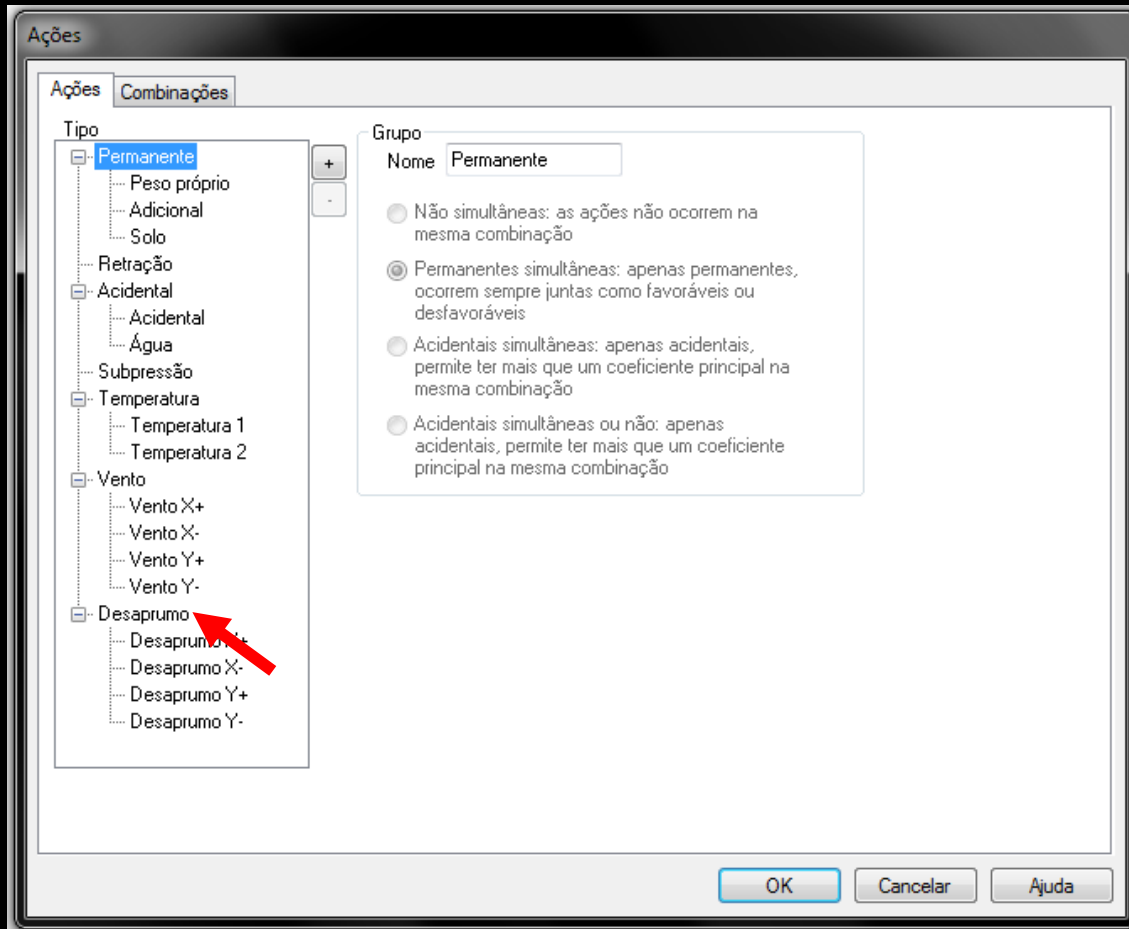 Ações
Ações
Combinações
Tipo
Permanente
Peso próprio
Adicional
Solo
Retração
Acidental
Acidental
Água
Subpressão
Temperatura
Temperatura 1
Temperatura 2
Vento
Vento X+
Vento X-
Vento Y+
Vento Y-
Desaprumo
Desaprumo X+
Desaprumo X-
Desaprumo Y+
Desaprumo Y-
+
-
Grupo
Nome Permanente
Não simultâneas: as ações não ocorrem na
mesma combinação
Permanentes simultâneas: apenas permanentes,
ocorrem sempre juntas como favoráveis ou
desfavoráveis
Acidentais simultâneas: apenas acidentais,
permite ter mais que um coeficiente principal na
mesma combinação
Acidentais simultâneas ou não: apenas
acidentais, permite ter mais que um coeficiente
principal na mesma combinação
OK
Cancelar
Ajuda